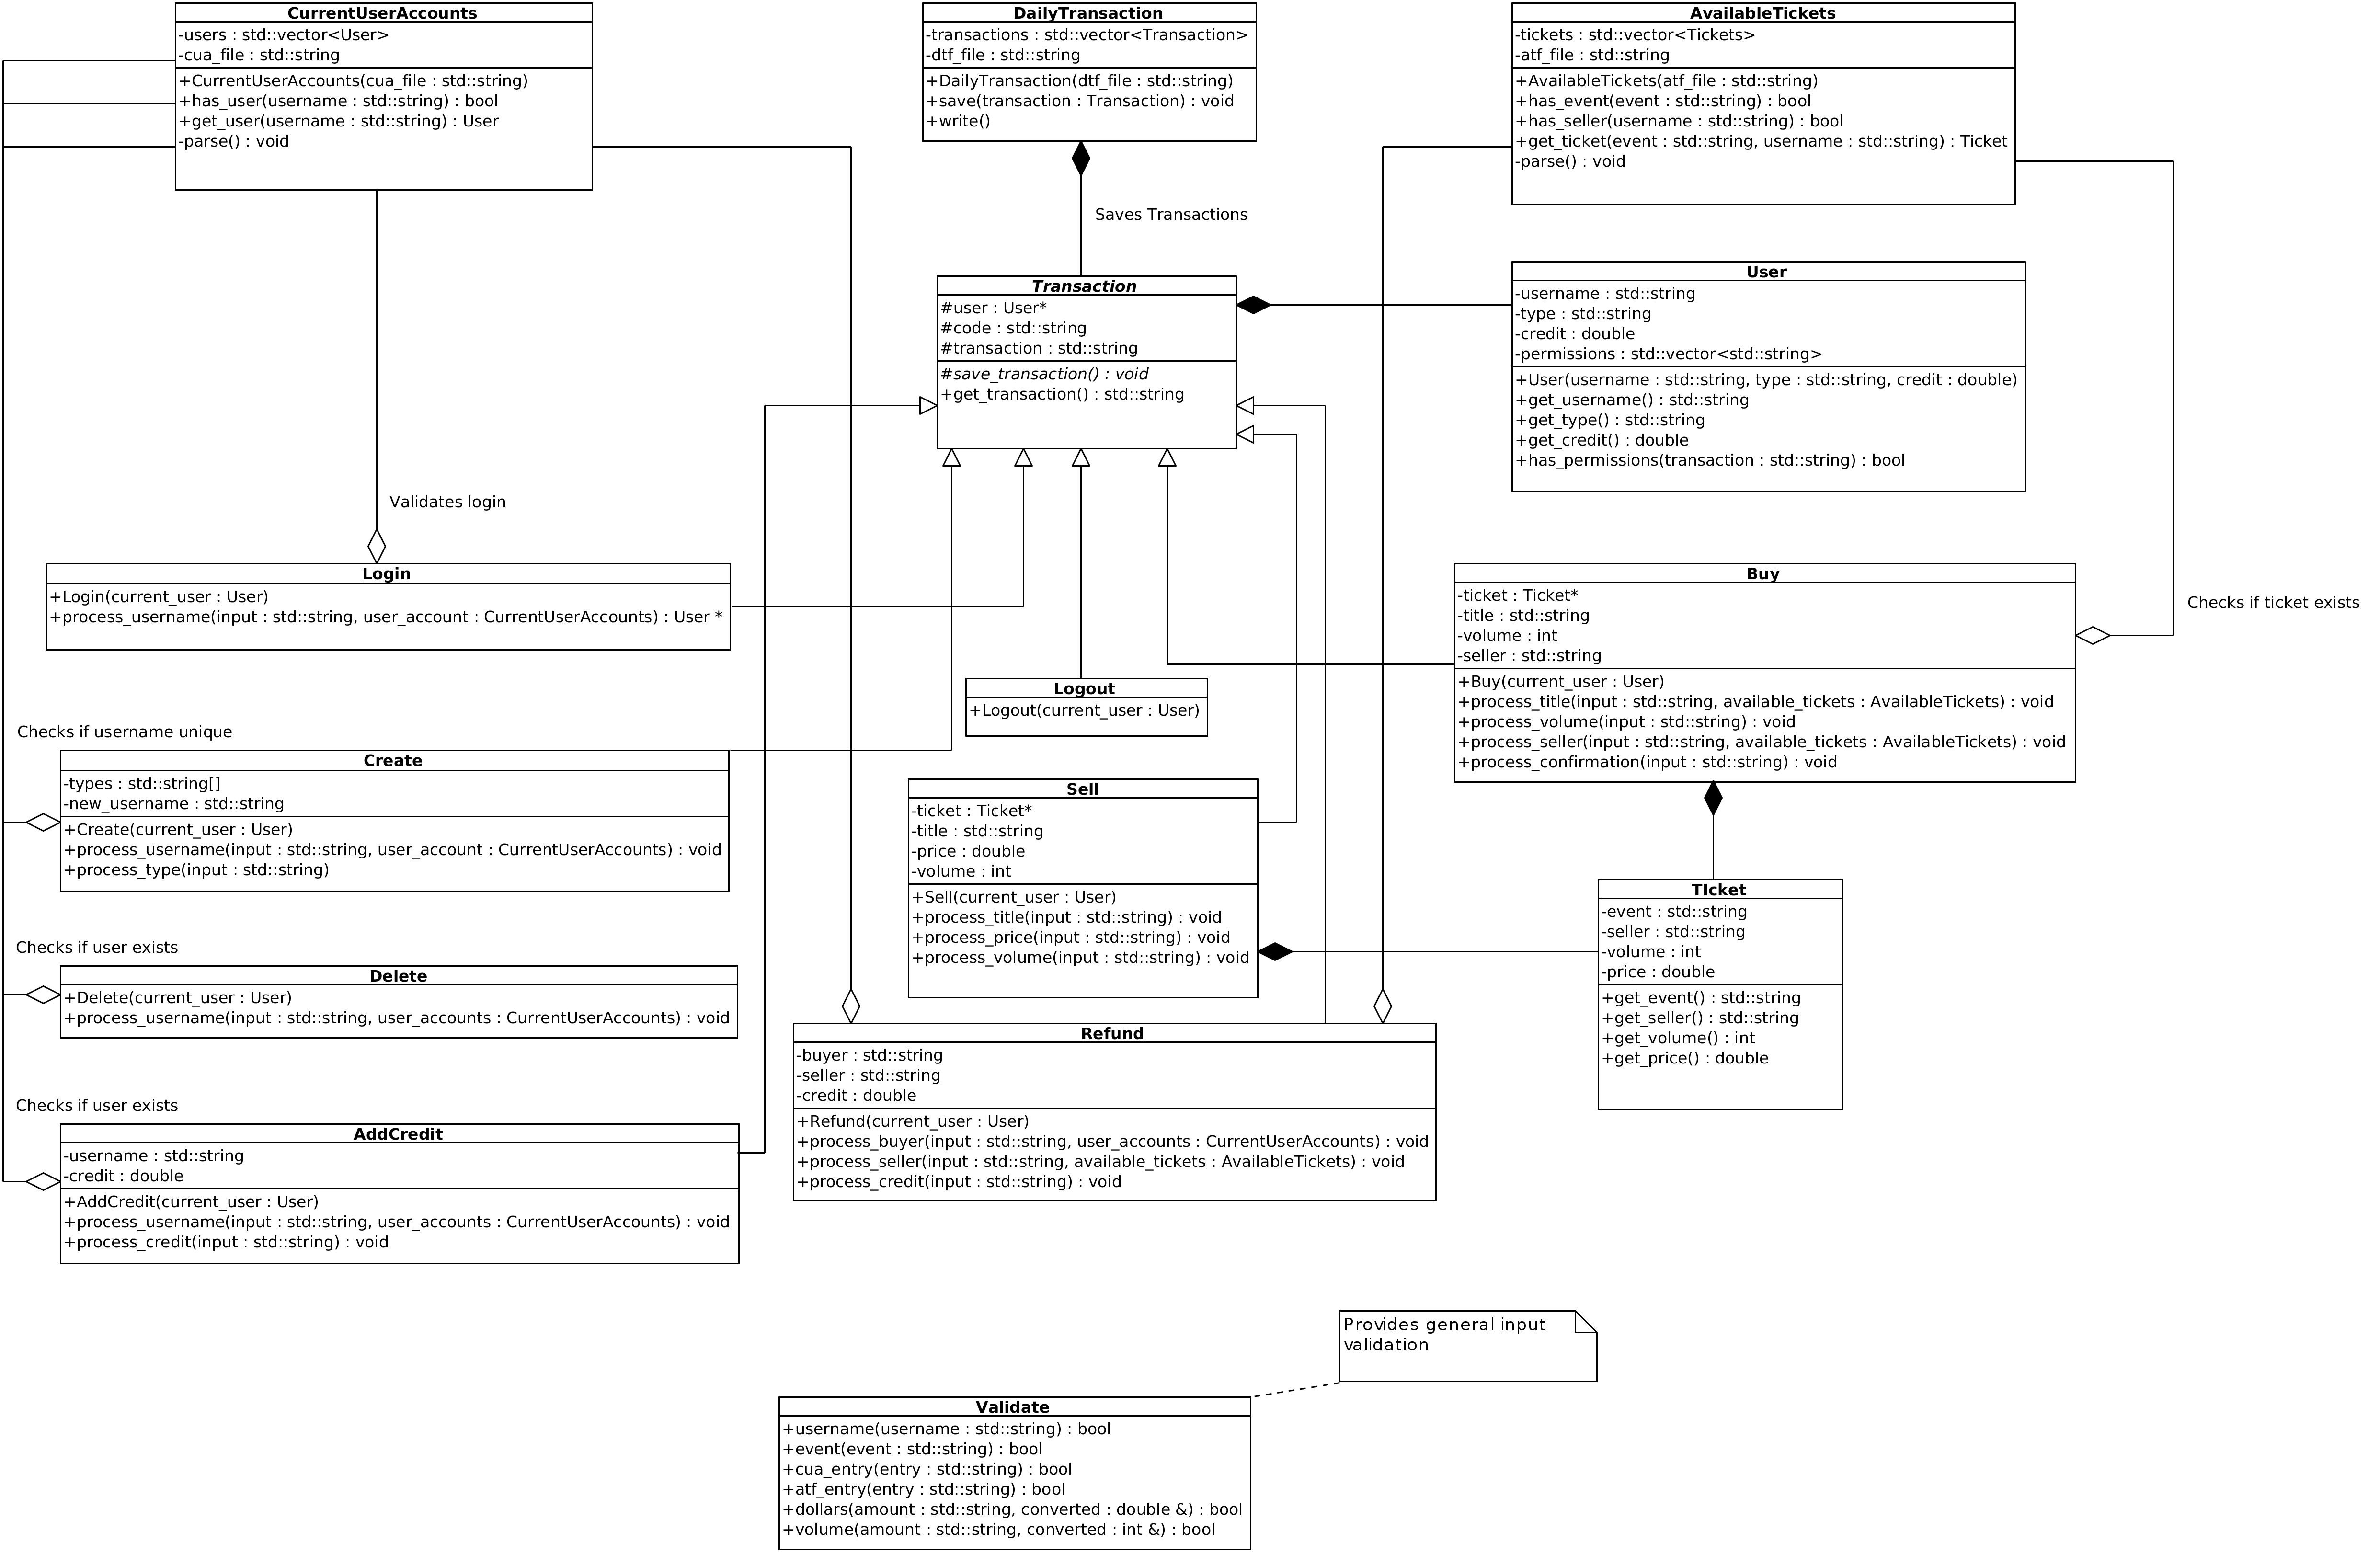 CurrentUserAccounts
-users : std::vector<User>
-cua_file : std::string
+CurrentUserAccounts(cua_file : std::string)
+has_user(username : std::string) : bool
+get_user(username : std::string) : User
-parse() : void
DailyTransaction
-transactions : std::vector<Transaction>
-dtf_file : std::string
+DailyTransaction(dtf_file : std::string)
+save(transaction : Transaction) : void
+write()
AvailableTickets
-tickets : std::vector<Tickets>
-atf_file : std::string
+AvailableTickets(atf_file : std::string)
+has_event(event : std::string) : bool
+has_seller(username : std::string) : bool
+get_ticket(event : std::string, username : std::string) : Ticket
-parse() : void
Saves Transactions
Transaction
#user : User*
#code : std::string
#transaction : std::string
#save_transaction() : void
+get_transaction() : std::string
User
-username : std::string
-type : std::string
-credit : double
-permissions : std::vector<std::string>
+User(username : std::string, type : std::string, credit : double)
+get_username() : std::string
+get_type() : std::string
+get_credit() : double
+has_permissions(transaction : std::string) : bool
Validates login
Login
+Login(current_user : User)
+process_username(input : std::string, user_account : CurrentUserAccounts) : User *
Buy
-ticket : Ticket*
-title : std::string
-volume : int
-seller : std::string
+Buy(current_user : User)
+process_title(input : std::string, available_tickets : AvailableTickets) : void
+process_volume(input : std::string) : void
+process_seller(input : std::string, available_tickets : AvailableTickets) : void
+process_confirmation(input : std::string) : void
Checks if ticket exists
Logout
+Logout(current_user : User)
Checks if username unique
Create
-types : std::string[]
-new_username : std::string
+Create(current_user : User)
+process_username(input : std::string, user_account : CurrentUserAccounts) : void
+process_type(input : std::string)
Sell
-ticket : Ticket*
-title : std::string
-price : double
-volume : int
+Sell(current_user : User)
+process_title(input : std::string) : void
+process_price(input : std::string) : void
+process_volume(input : std::string) : void
TIcket
-event : std::string
-seller : std::string
-volume : int
-price : double
+get_event() : std::string
+get_seller() : std::string
+get_volume() : int
+get_price() : double
Checks if user exists
Delete
+Delete(current_user : User)
+process_username(input : std::string, user_accounts : CurrentUserAccounts) : void
Refund
-buyer : std::string
-seller : std::string
-credit : double
+Refund(current_user : User)
+process_buyer(input : std::string, user_accounts : CurrentUserAccounts) : void
+process_seller(input : std::string, available_tickets : AvailableTickets) : void
+process_credit(input : std::string) : void
Checks if user exists
AddCredit
-username : std::string
-credit : double
+AddCredit(current_user : User)
+process_username(input : std::string, user_accounts : CurrentUserAccounts) : void
+process_credit(input : std::string) : void
Provides general input
validation
Validate
+username(username : std::string) : bool
+event(event : std::string) : bool
+cua_entry(entry : std::string) : bool
+atf_entry(entry : std::string) : bool
+dollars(amount : std::string, converted : double &) : bool
+volume(amount : std::string, converted : int &) : bool